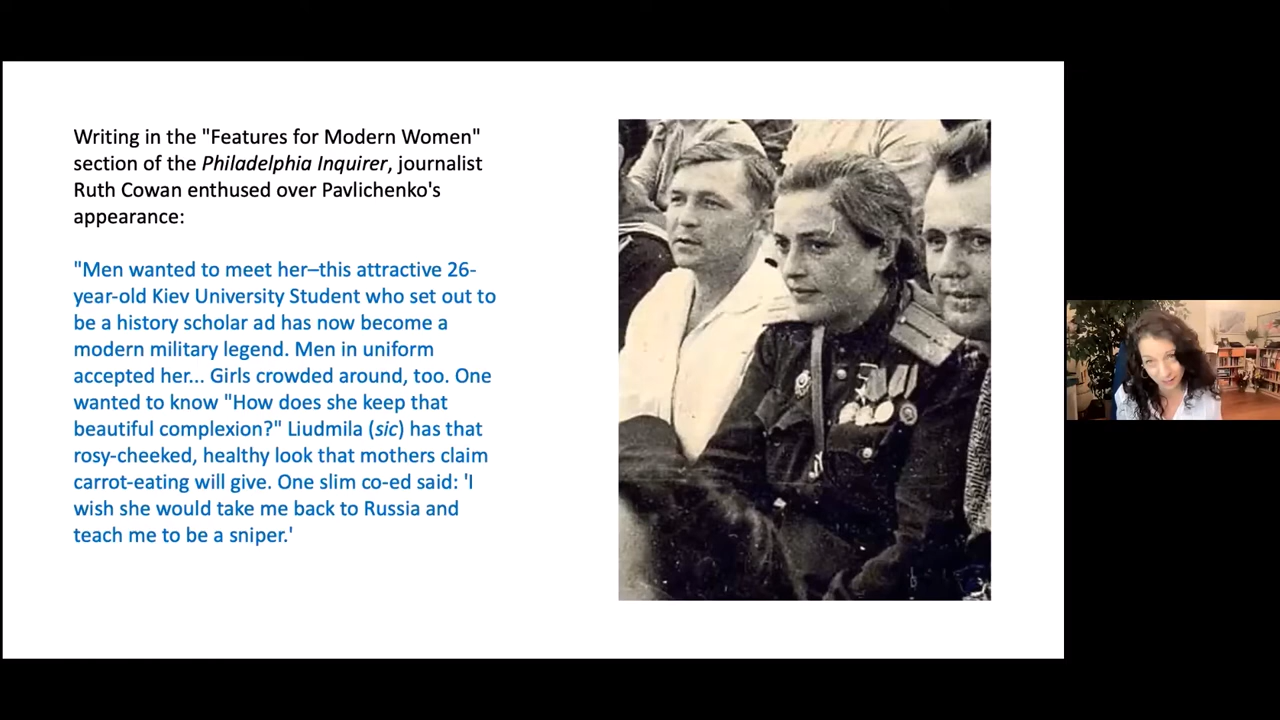 Writing in the "Features for Modern Women"
section of the Philadelphia Inquirer, journalist
Ruth Cowan enthused over Pavlichenko's
appearance:
"Men wanted to meet her–this attractive 26-
year-old Kiev University Student who set out to
be a history scholar ad has now become a
modern military legend. Men in uniform
accepted her... Girls crowded around, too. One
wanted to know "How does she keep that
beautiful complexion?" Liudmila (sic) has that
rosy-cheeked, healthy look that mothers claim
carrot-eating will give. One slim co-ed said: 'I
wish she would take me back to Russia and
teach me to be a sniper.'